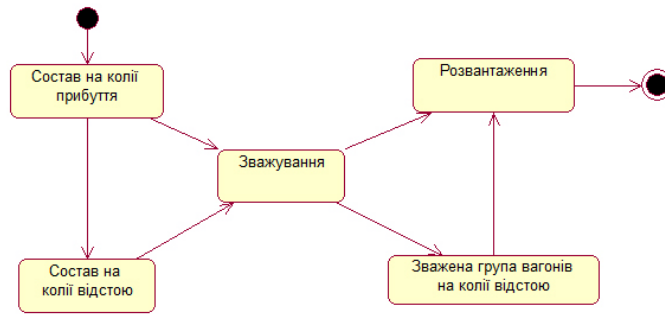 Состав на колії
прибуття
Розвантаження
Зважування
Состав на
колії відстою
Зважена група вагонів
на колії відстою